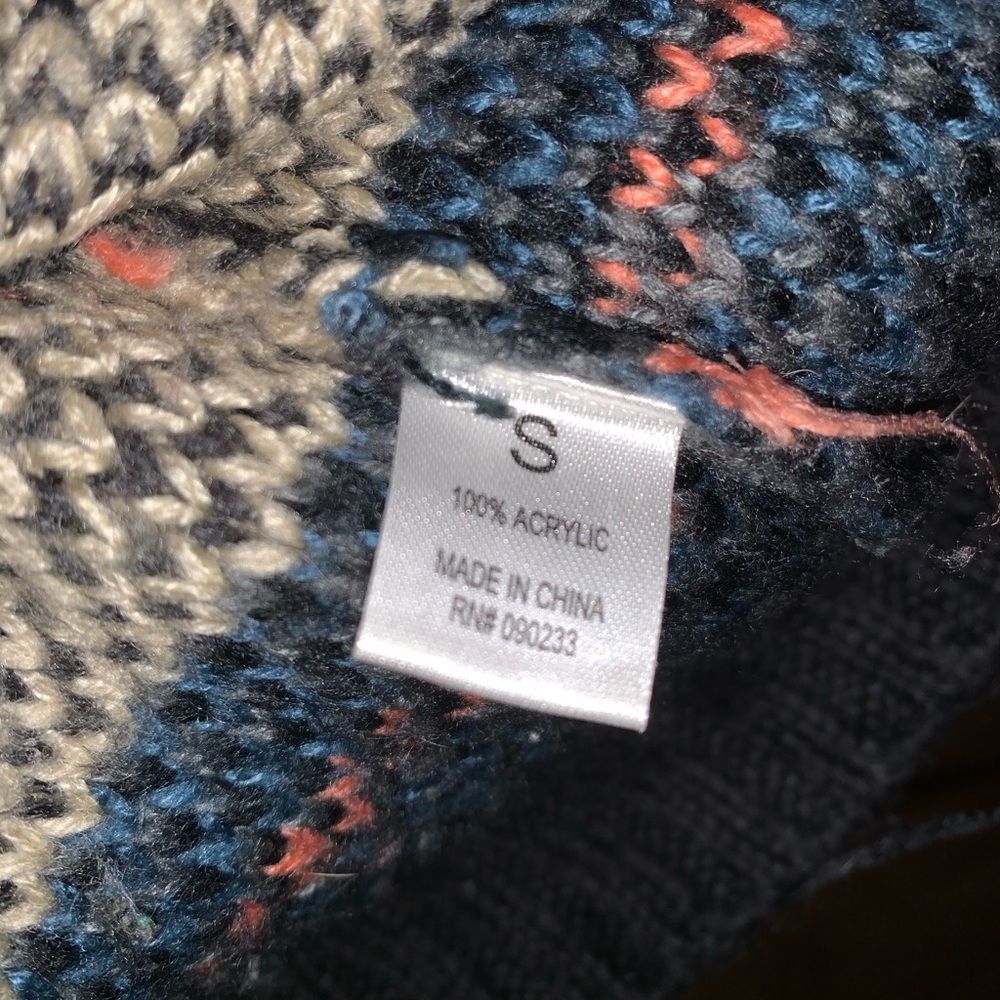 S
100% ACRYLIC
MADE IN CHINA
RN# 090233